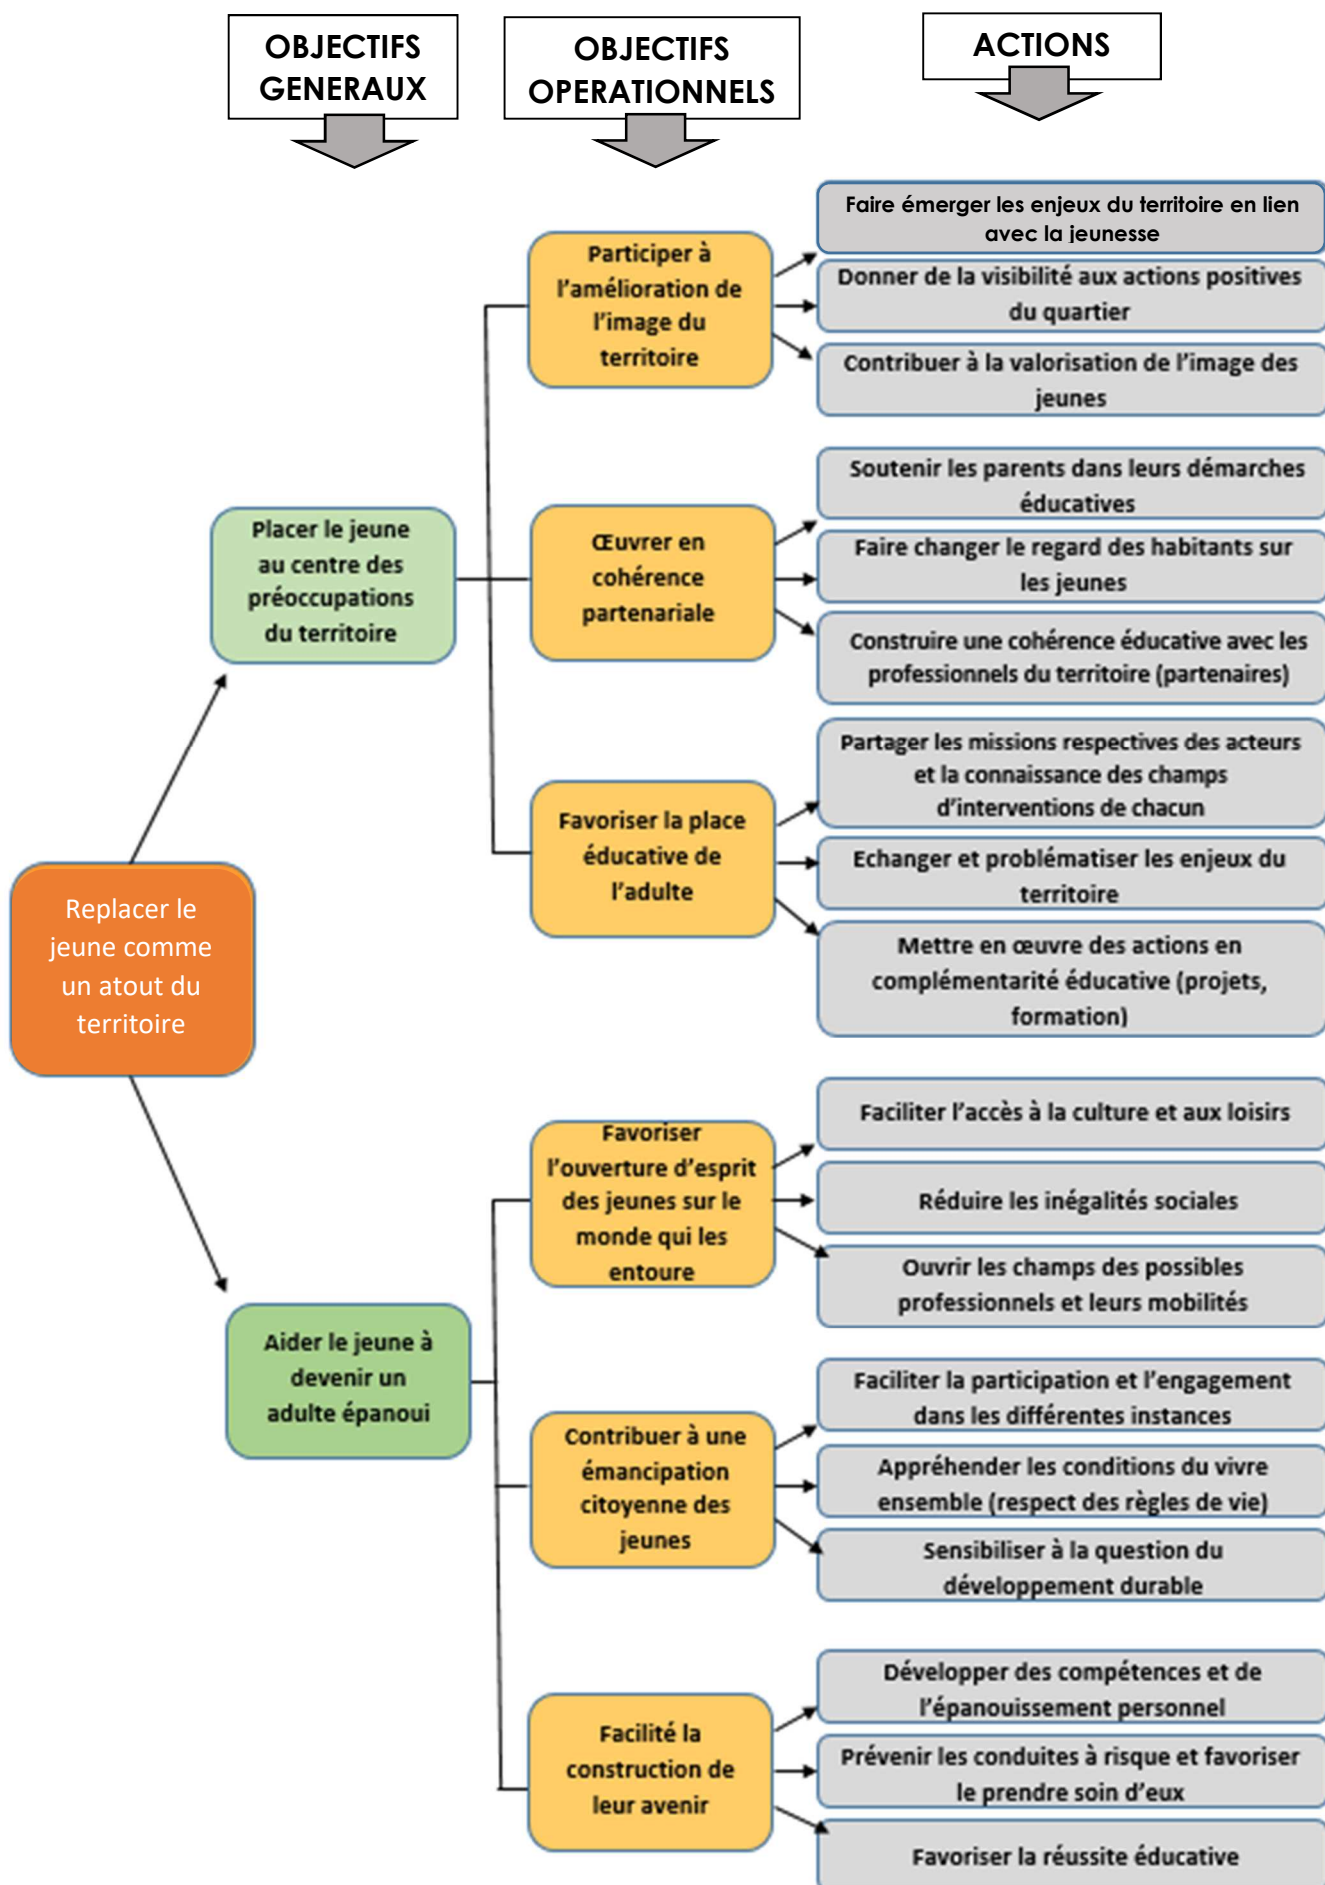 OBJECTIFS
GENERAUX
OBJECTIFS
OPERATIONNELS
ACTIONS
Replacer le
jeune comme
un atout du
territoire
Placer le jeune
au centre des
préoccupations
du territoire
Participer à
l'amélioration de
l'image du
territoire
Faire émerger les enjeux du territoire en lien
avec la jeunesse
Donner de la visibilité aux actions positives
du quartier
Contribuer à la valorisation de l'image des
jeunes
Œuvrer en
cohérence
partenariale
Soutenir les parents dans leurs démarches
éducatives
Faire changer le regard des habitants sur
les jeunes
Construire une cohérence éducative avec les
professionnels du territoire (partenaires)
Favoriser la place
éducative de
l'adulte
Partager les missions respectives des acteurs
et la connaissance des champs
d'interventions de chacun
Echanger et problématiser les enjeux du
territoire
Mettre en œuvre des actions en
complémentarité éducative (projets,
formation)
Aider le jeune à
devenir un
adulte épanoui
Favoriser
l'ouverture d'esprit
des jeunes sur le
monde qui les
entoure
Faciliter l'accès à la culture et aux loisirs
Réduire les inégalités sociales
Ouvrir les champs des possibles
professionnels et leurs mobilités
Contribuer à une
émancipation
citoyenne des
jeunes
Faciliter la participation et l'engagement
dans les différentes instances
Appréhender les conditions du vivre
ensemble (respect des règles de vie)
Sensibiliser à la question du
développement durable
Facilité la
construction de
leur avenir
Développer des compétences et de
l'épanouissement personnel
Prévenir les conduites à risque et favoriser
le prendre soin d'eux
Favoriser la réussite éducative